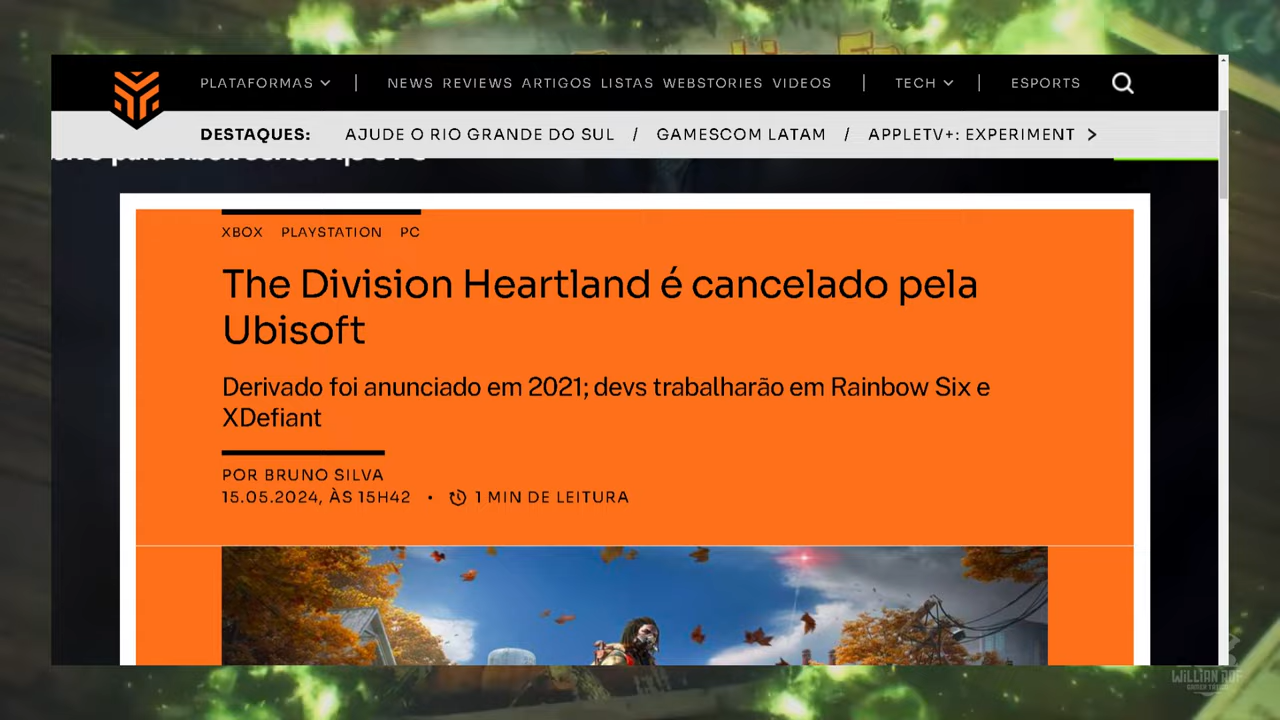 PLATAFORMAS | NEWS REVIEWS ARTIGOS LISTAS WEBSTORIES VIDEOS | TECH | ESPORTS
DESTAQUES: AJUDE O RIO GRANDE DO SUL / GAMESCOM LATAM / APPLETV+: EXPERIMENT
XBOX PLAYSTATION PC
The Division Heartland é cancelado pela
Ubisoft
Derivado foi anunciado em 2021; devs trabalharão em Rainbow Six e
XDefiant
POR BRUNO SILVA
15.05.2024, ÀS 15H42 • 1 MIN DE LEITURA
WILLIAN